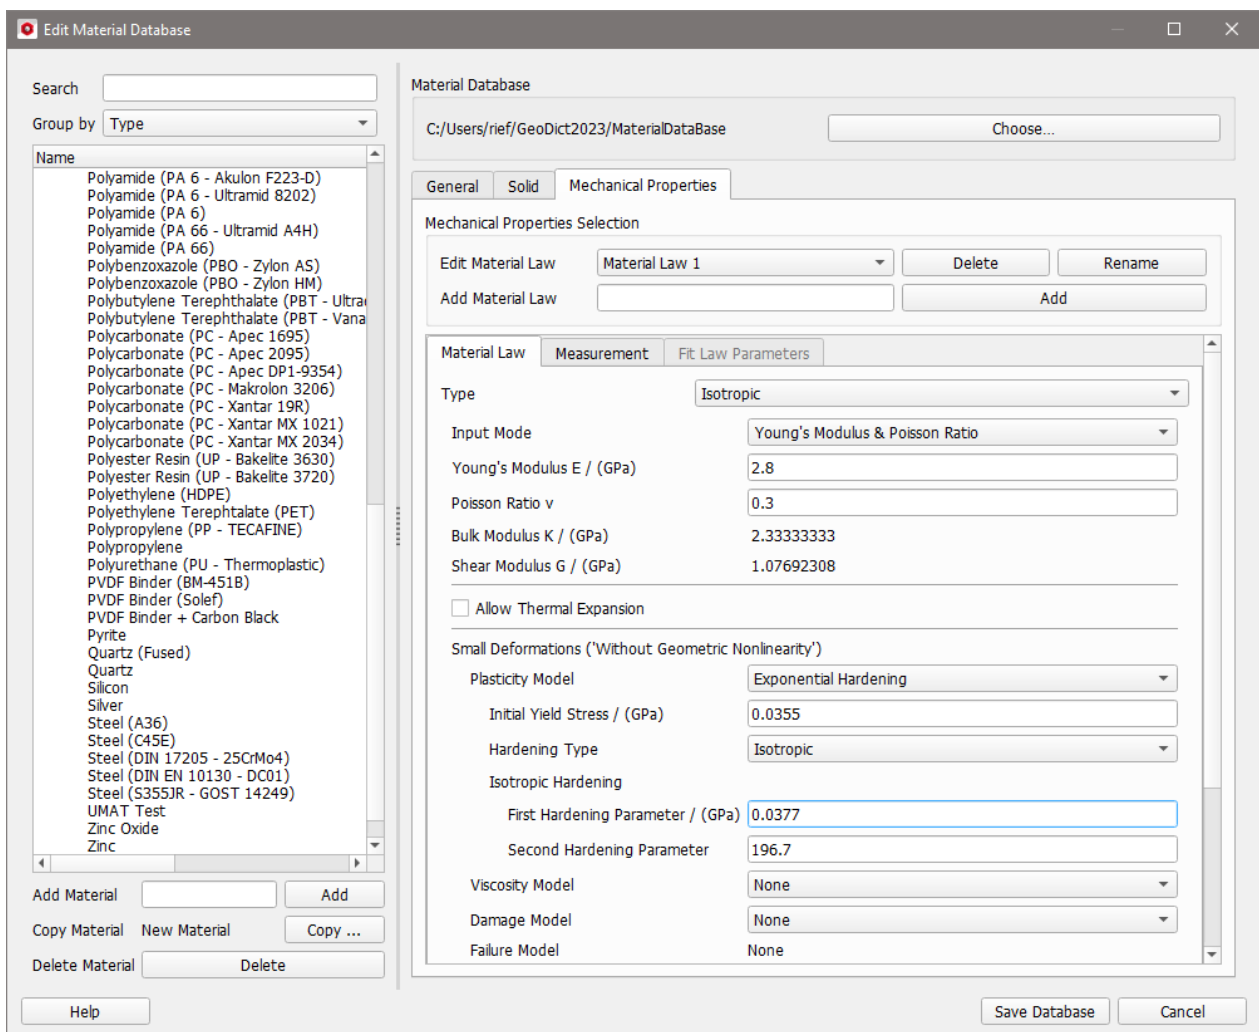 Edit Material Database
Search
Group by Type
Name
Polyamide (PA 6 - Akulon F223-D)
Polyamide (PA 6 - Ultramid 8202)
Polyamide (PA 6)
Polyamide (PA 66 - Ultramid A4H)
Polyamide (PA 66)
Polybenzoxazole (PBO - Zylon AS)
Polybenzoxazole (PBO - Zylon HM)
Polybutylene Terephthalate (PBT - Ultra
Polybutylene Terephthalate (PBT - Vana
Polycarbonate (PC - Apec 1695)
Polycarbonate (PC - Apec 2095)
Polycarbonate (PC - Apec DP1-9354)
Polycarbonate (PC - Makrolon 3206)
Polycarbonate (PC - Xantar 19R)
Polycarbonate (PC - Xantar MX 1021)
Polycarbonate (PC - Xantar MX 2034)
Polyester Resin (UP - Bakelite 3630)
Polyester Resin (UP - Bakelite 3720)
Polyethylene (HDPE)
Polyethylene Terephtalate (PET)
Polypropylene (PP - TECAFINE)
Polypropylene
Polyurethane (PU - Thermoplastic)
PVDF Binder (BM-451B)
PVDF Binder (Solef)
PVDF Binder + Carbon Black
Pyrite
Quartz (Fused)
Quartz
Silicon
Silver
Steel (A36)
Steel (C45E)
Steel (DIN 17205 - 25CrMo4)
Steel (DIN EN 10130 - DC01)
Steel (S355JR - GOST 14249)
UMAT Test
Zinc Oxide
Zinc
Add Material Add
Copy Material New Material Copy ...
Delete Material Delete
Help
Material Database
C:/Users/rief/GeoDict2023/MaterialDataBase Choose...
General Solid Mechanical Properties
Mechanical Properties Selection
Edit Material Law Material Law 1 Delete Rename
Add Material Law Add
Material Law Measurement Fit Law Parameters
Type Isotropic
Input Mode Young's Modulus & Poisson Ratio
Young's Modulus E / (GPa) 2.8
Poisson Ratio v 0.3
Bulk Modulus K / (GPa) 2.33333333
Shear Modulus G / (GPa) 1.07692308
Allow Thermal Expansion
Small Deformations ('Without Geometric Nonlinearity')
Plasticity Model Exponential Hardening
Initial Yield Stress / (GPa) 0.0355
Hardening Type Isotropic
Isotropic Hardening
First Hardening Parameter / (GPa) 0.0377
Second Hardening Parameter 196.7
Viscosity Model None
Damage Model None
Failure Model None
Save Database Cancel